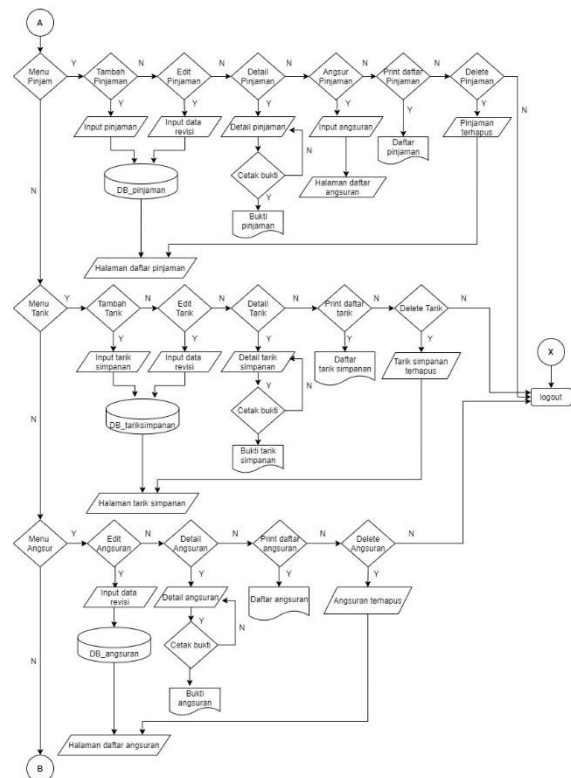 A
Menu
Pinjam
Y
Tambah
Pinjaman
N
Edit
Pinjaman
N
Detail
Pinjaman
N
Angsur
Pinjaman
N
Print daftar
Pinjaman
N
Delete
Pinjaman
N
Y
Y
Y
Y
Y
Y
N
Input pinjaman
Input data
revisi
Detail pinjaman
Input angsuran
Daftar
pinjaman
Pinjaman
terhapus
Y
N
DB_pinjaman
Cetak bukti
Halaman daftar
angsuran
N
Y
Bukti
pinjaman
Halaman daftar pinjaman
Menu
Tarik
Y
Tambah
Tarik
N
Edit
Tarik
N
Detail
Tarik
N
Print daftar
tarik
N
Delete Tarik
N
Y
Y
Y
Y
Y
X
Input tarik
simpanan
Input data
revisi
Detail tarik
simpanan
Daftar
tarik simpanan
Tarik simpanan
terhapus
Y
N
logout
DB_tariksimpanan
Cetak bukti
N
Y
Bukti tarik
simpanan
Halaman tarik simpanan
Menu
Angsur
Y
Edit
Angsuran
N
Detail
Angsuran
N
Print daftar
angsuran
N
Delete
Angsuran
N
Y
Y
Y
Y
Input data
revisi
Detail angsuran
Daftar angsuran
Angsuran terhapus
Y
N
DB_angsuran
Cetak bukti
N
Y
Bukti
angsuran
Halaman daftar angsuran
B